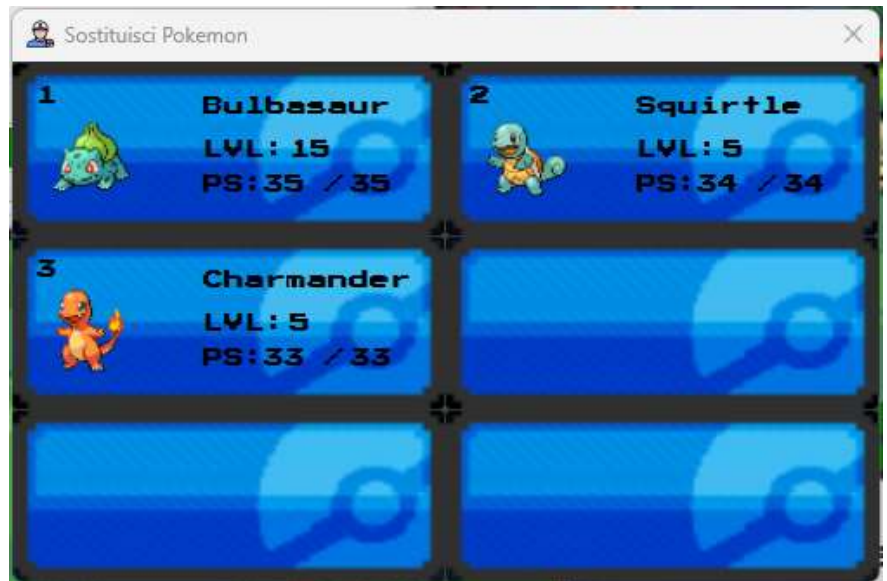 Sostituisci Pokemon
1
Bulbasaur
LVL: 15
PS:35 /35
2
Squirtle
LVL:5
PS:34 /34
3
Charmander
LVL:5
PS:33 /33